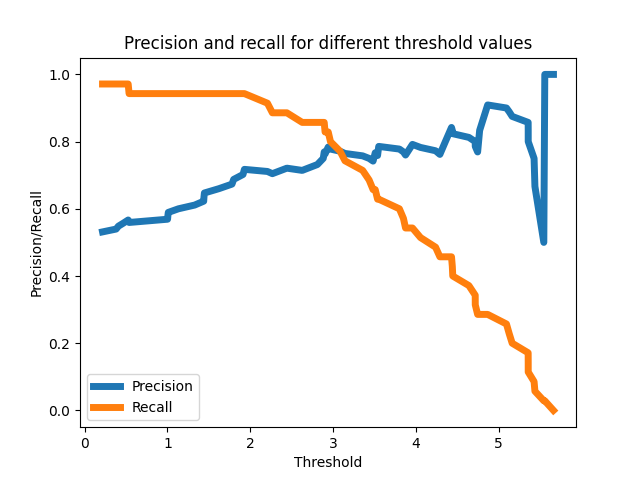 Precision and recall for different threshold values
1.0
0.8
0.6
0.4
0.2
0.0
Precision/Recall
Precision
Recall
0 1 2 3 4 5
Threshold